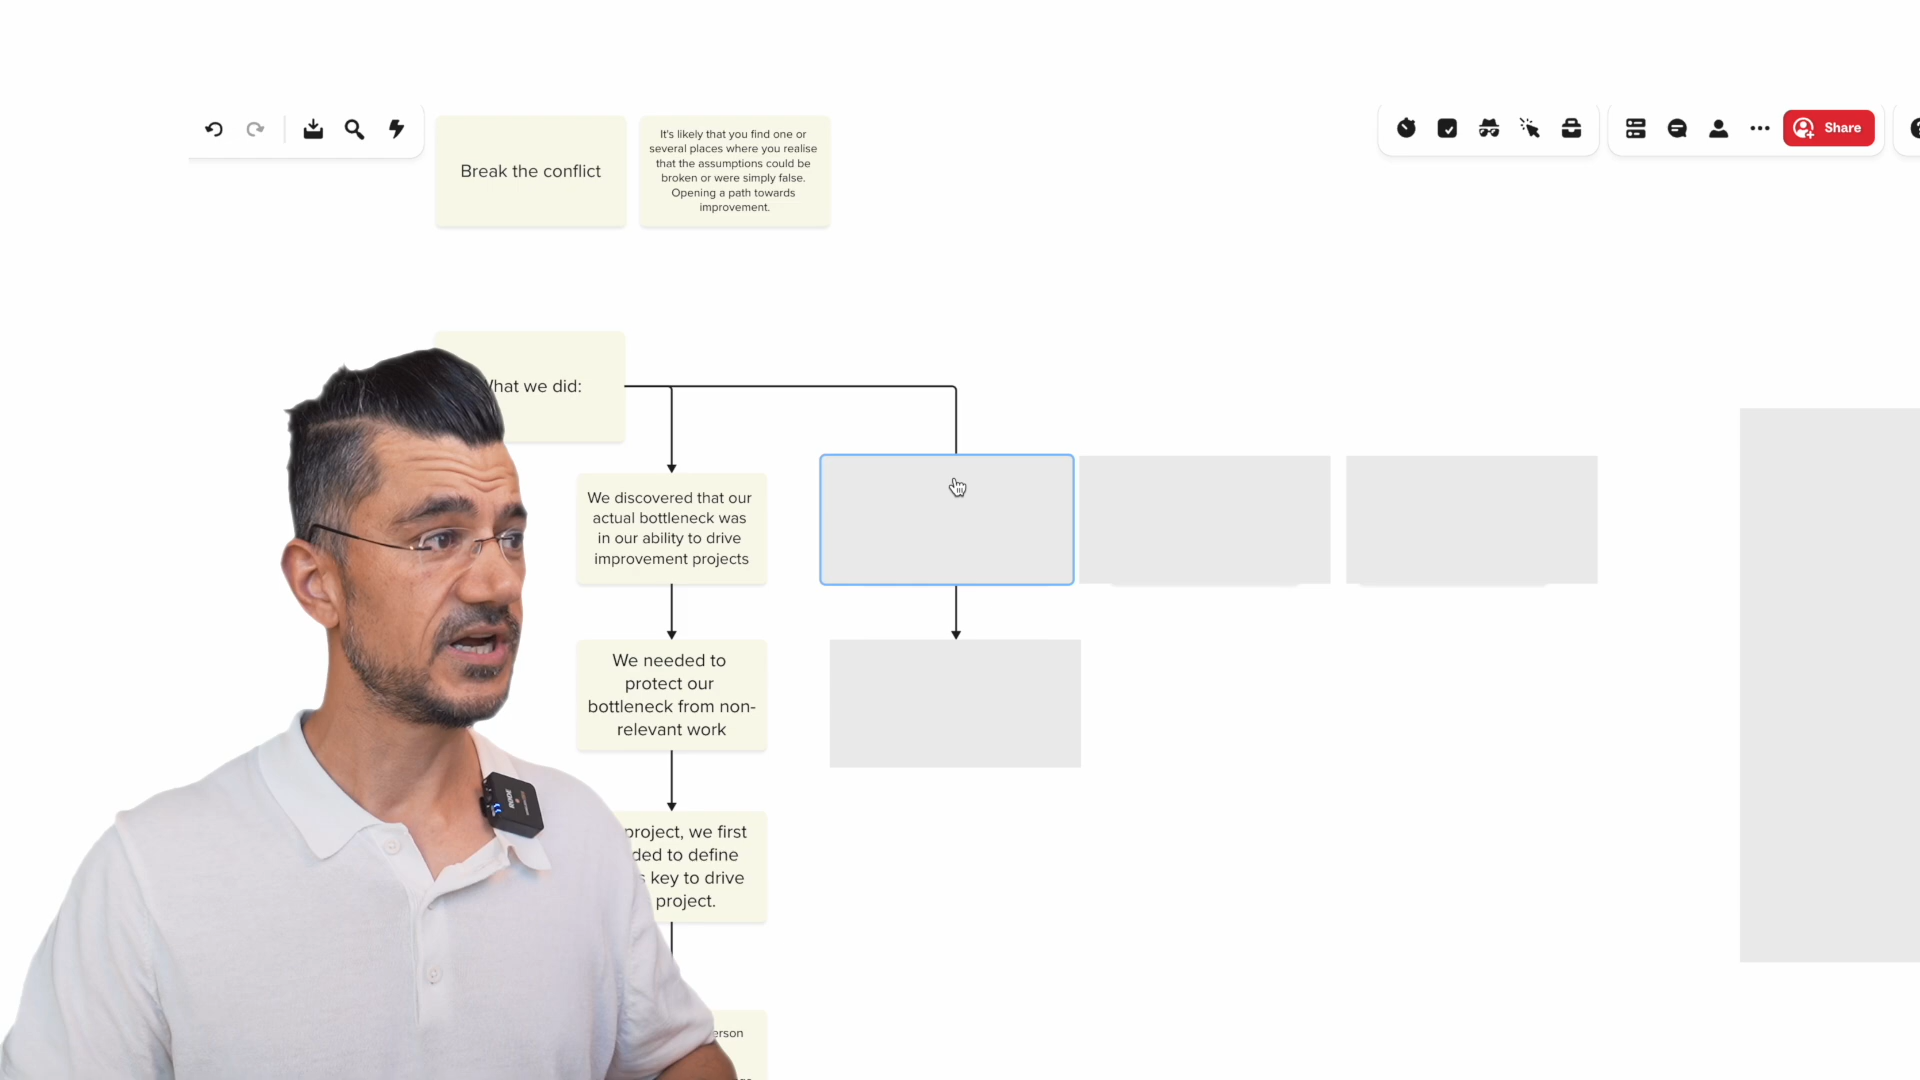 Break the conflict
It's likely that you find one or
several places where you realise
that the assumptions could be
broken or were simply false.
Opening a path towards
improvement.
Share
we did:
We discovered that our
actual bottleneck was
in our ability to drive
improvement projects
We needed to
protect our
bottleneck from non-
relevant work
project, we first
to define
key to drive
project.
RØDE